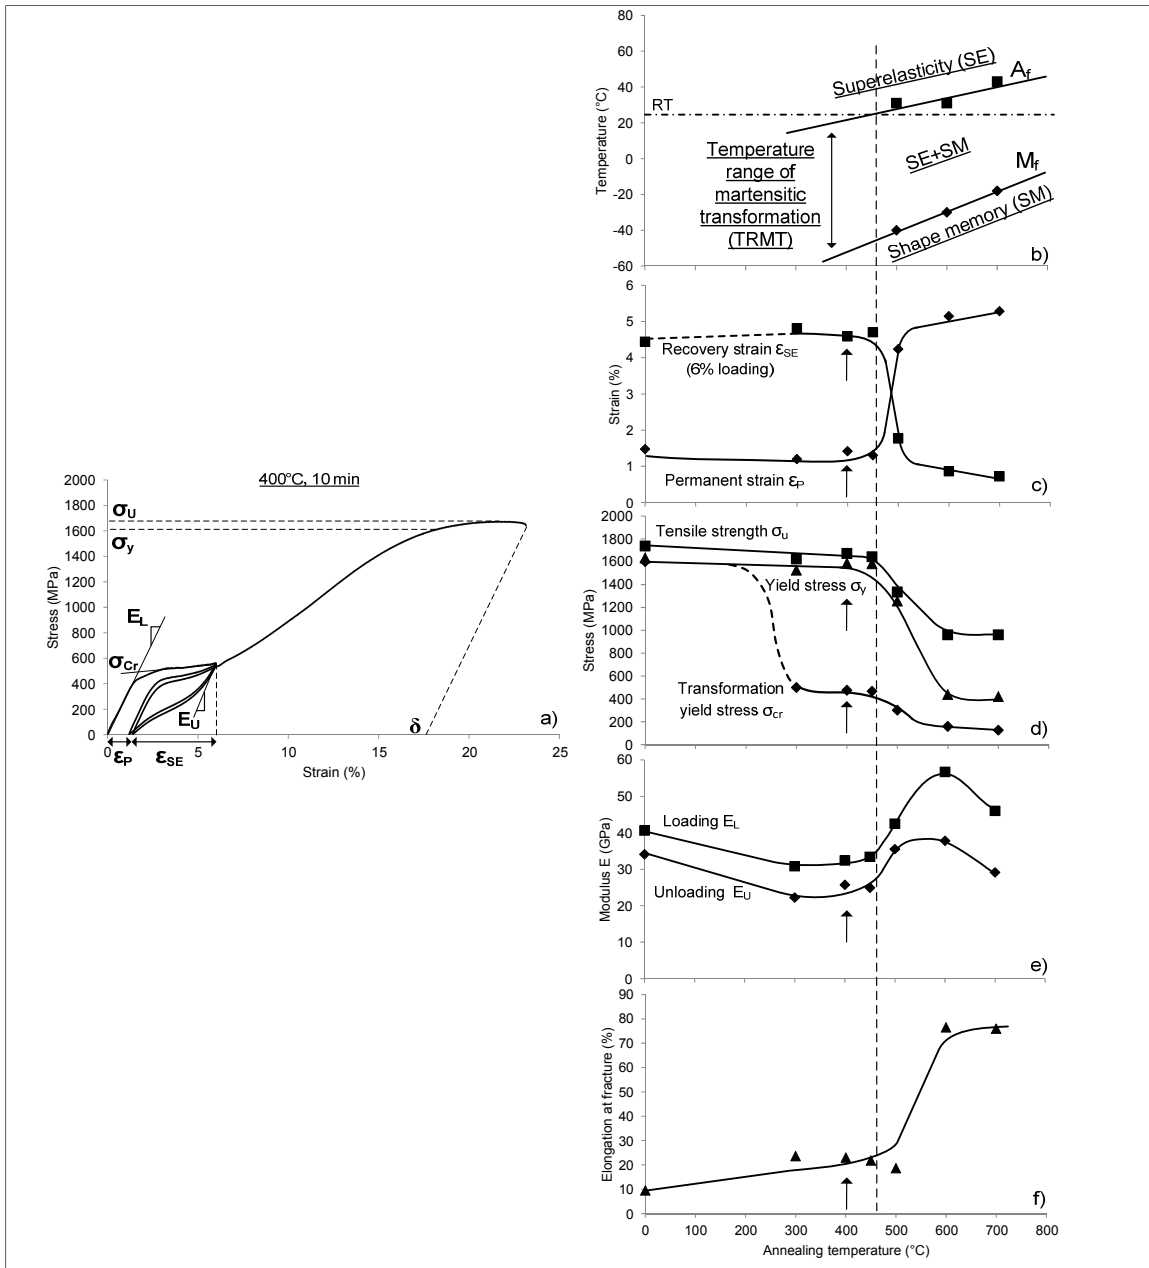 400°C, 10 min
2000
1800
1600
1400
1200
1000
800
600
400
200
0
Stress (MPa)
σU
σy
EL
σCr
EU
a)
δ
εP
εSE
0
5
10
15
20
25
Strain (%)
80
60
40
20
0
-20
-40
-60
Temperature (°C)
RT
Superelasticity (SE)
Af
Temperature
range of
martensitic
transformation
(TRMT)
SE+SM
Mf
Shape memory (SM)
b)
6
5
4
3
2
1
0
Strain (%)
Recovery strain εSE
(6% loading)
Permanent strain εP
c)
2000
1800
1600
1400
1200
1000
800
600
400
200
0
Stress (MPa)
Tensile strength σu
Yield stress σy
Transformation
yield stress σcr
d)
60
50
40
30
20
10
0
Modulus E (GPa)
Loading EL
Unloading EU
e)
90
80
70
60
50
40
30
20
10
0
Elongation at fracture (%)
f)
0
100
200
300
400
500
600
700
800
Annealing temperature (°C)